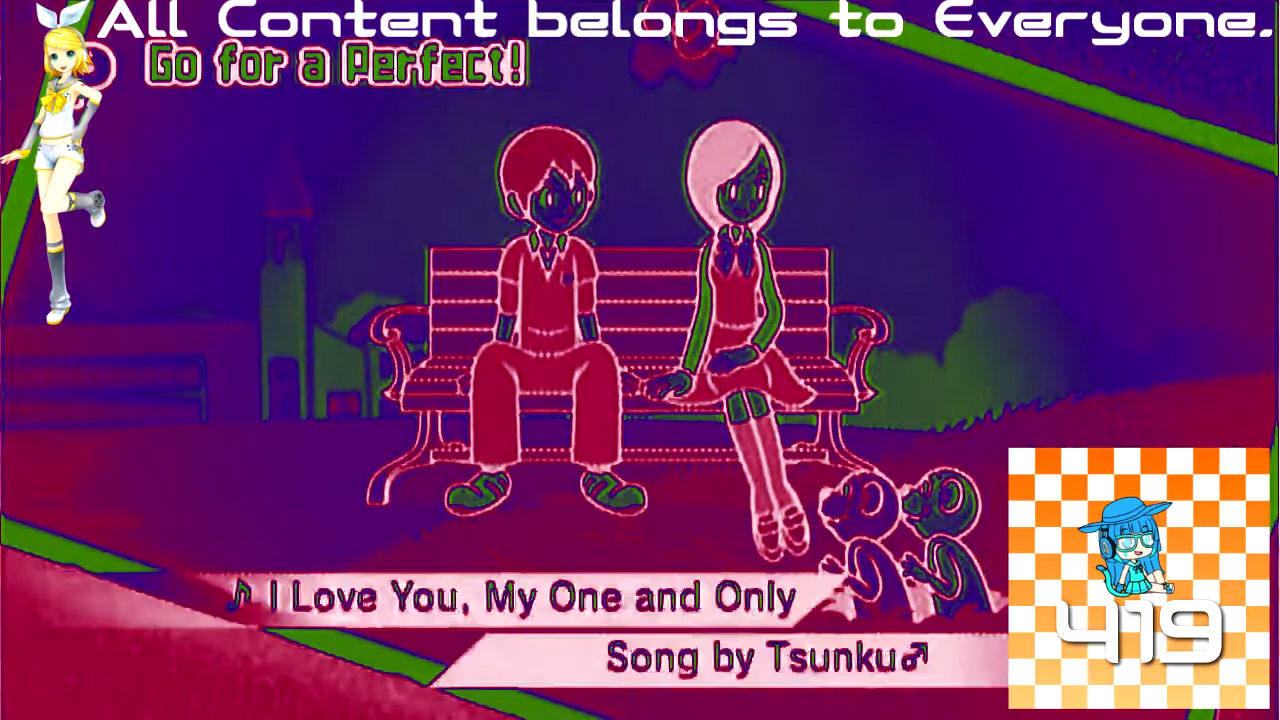 All Content belongs to Everyone.
Go for a Perfect!
♪ I Love You, My One and Only
Song by Tsunku♂
419